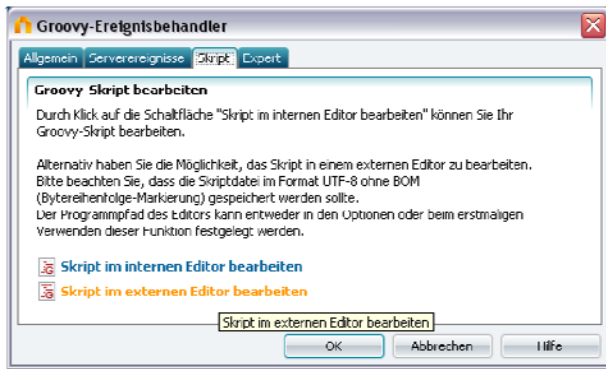 Groovy-Ereignisbehandler
Allgemein Serverereignisse Skript Expert
Groovy Skript bearbeiten
Durch Klick auf die Schaltfläche "Skript im internen Editor bearbeiten" können Sie Ihr
Groovy-Skript bearbeiten.
Alternativ haben Sie die Möglichkeit, das Skript in einem externen Editor zu bearbeiten.
Bitte beachten Sie, dass die Skriptdatei im Format UTF-8 ohne BOM
(Bytereihenfolge-Markierung) gespeichert werden sollte.
Der Programmpfad des Editors kann entweder in den Optionen oder beim erstmaligen
Verwenden dieser Funktion festgelegt werden.
Skript im internen Editor bearbeiten
Skript im externen Editor bearbeiten
Skript im externen Editor bearbeiten
OK Abbrechen Hilfe